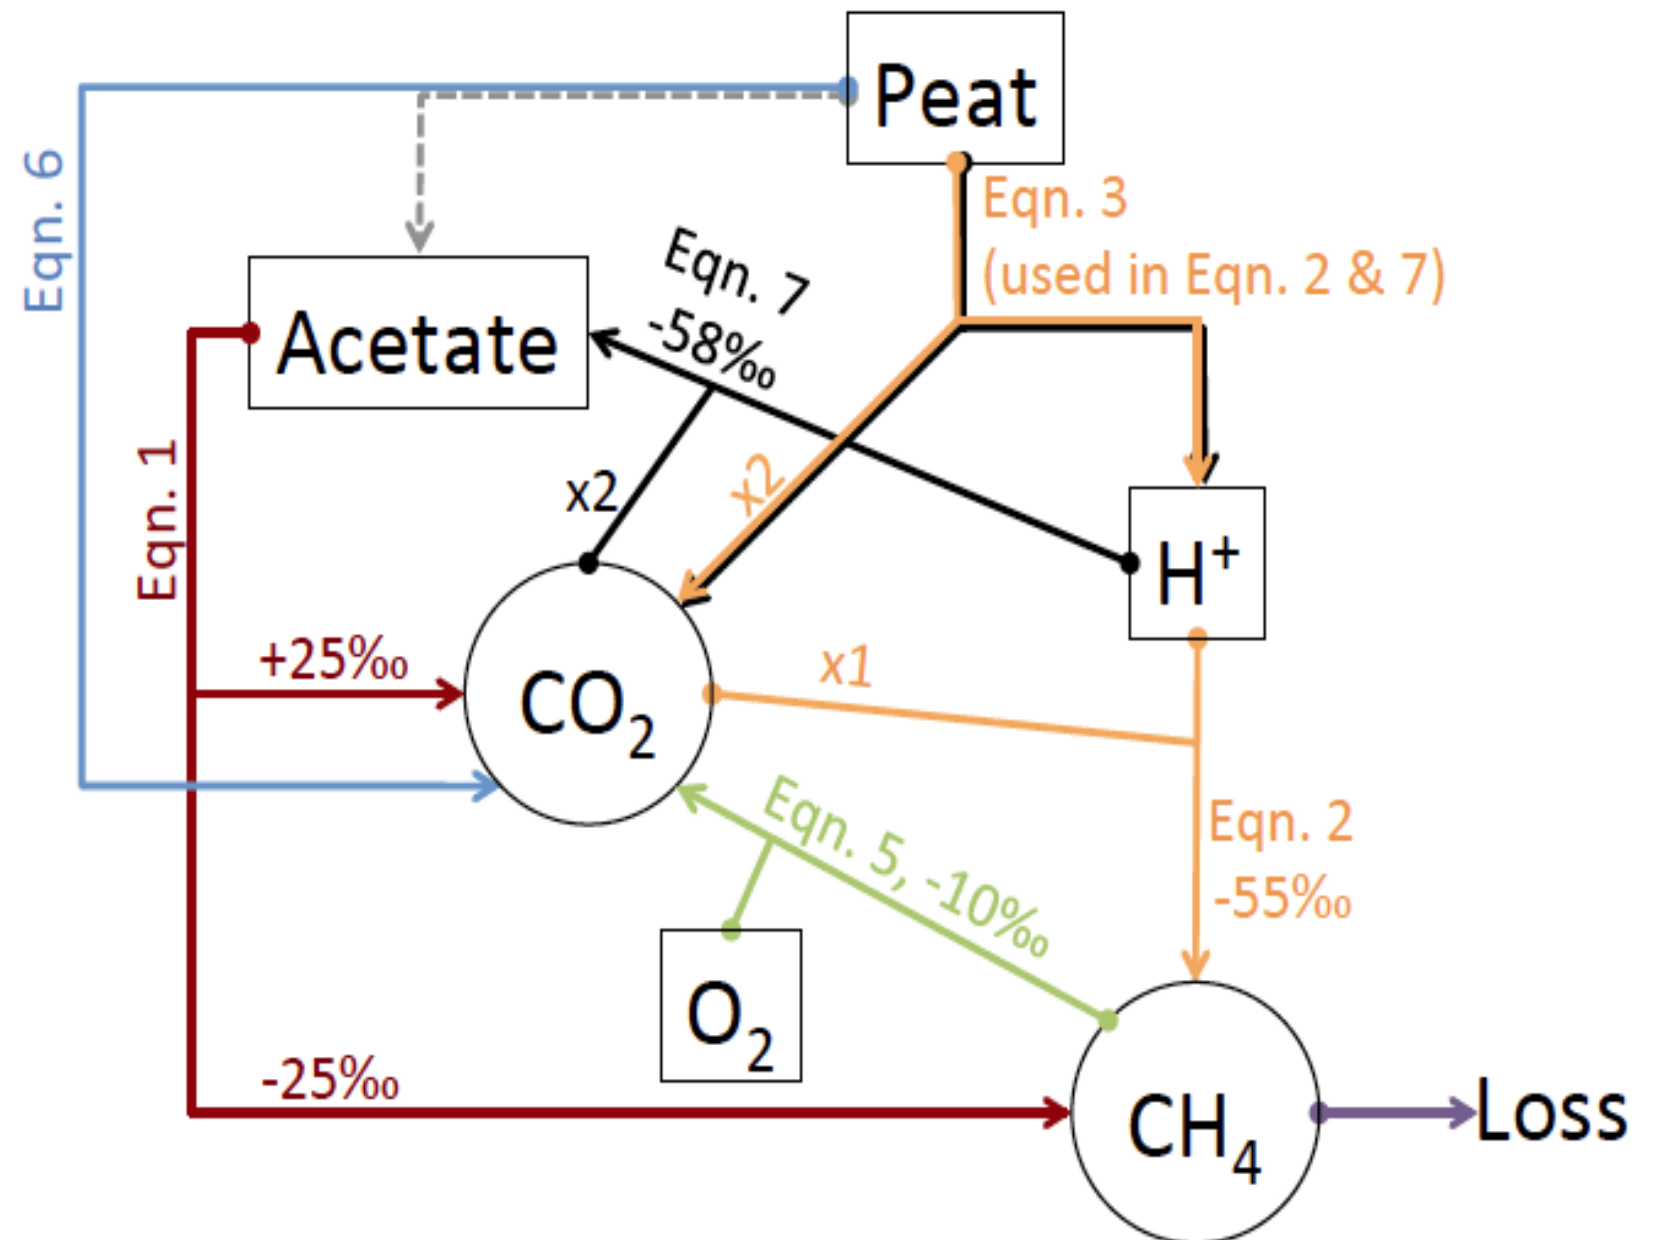 Peat
Eqn. 6
Eqn. 3
(used in Eqn. 2 & 7)
Eqn. 7
-58‰
Acetate
x2
x2
H⁺
Eqn. 1
+25‰
CO₂
x1
Eqn. 5, -10‰
Eqn. 2
-55‰
O₂
-25‰
CH₄
Loss